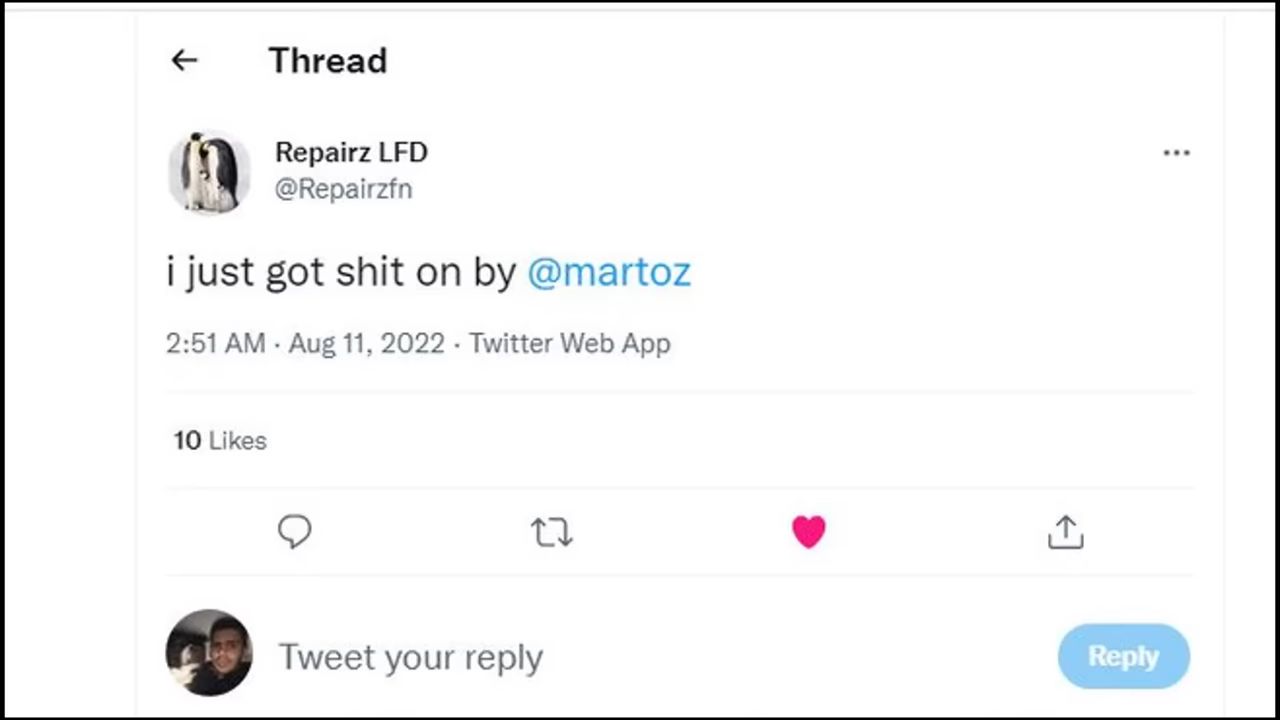 Thread
Repairz LFD
@Repairzfn
i just got shit on by @martoz
2:51 AM · Aug 11, 2022 · Twitter Web App
10 Likes
Tweet your reply
Reply